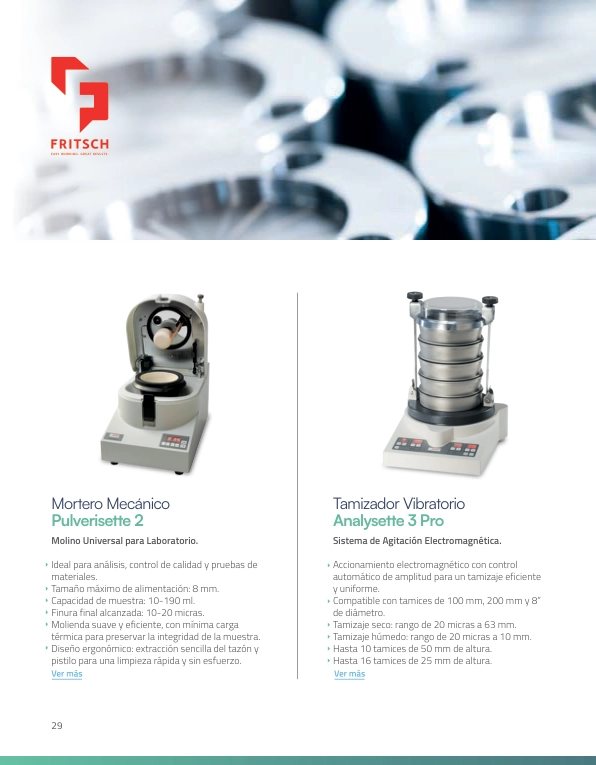 FRITSCH
EASY WORKING. GREAT RESULTS.
Mortero Mecánico
Pulverisette 2
Molino Universal para Laboratorio.
Ideal para análisis, control de calidad y pruebas de
materiales.
Tamaño máximo de alimentación: 8 mm.
Capacidad de muestra: 10-190 ml.
Finura final alcanzada: 10-20 micras.
Molienda suave y eficiente, con mínima carga
térmica para preservar la integridad de la muestra.
Diseño ergonómico: extracción sencilla del tazón y
pistilo para una limpieza rápida y sin esfuerzo.
Ver más
Tamizador Vibratorio
Analysette 3 Pro
Sistema de Agitación Electromagnética.
Accionamiento electromagnético con control
automático de amplitud para un tamizaje eficiente
y uniforme.
Compatible con tamices de 100 mm, 200 mm y 8"
de diámetro.
Tamizaje seco: rango de 20 micras a 63 mm.
Tamizaje húmedo: rango de 20 micras a 10 mm.
Hasta 10 tamices de 50 mm de altura.
Hasta 16 tamices de 25 mm de altura.
Ver más
29